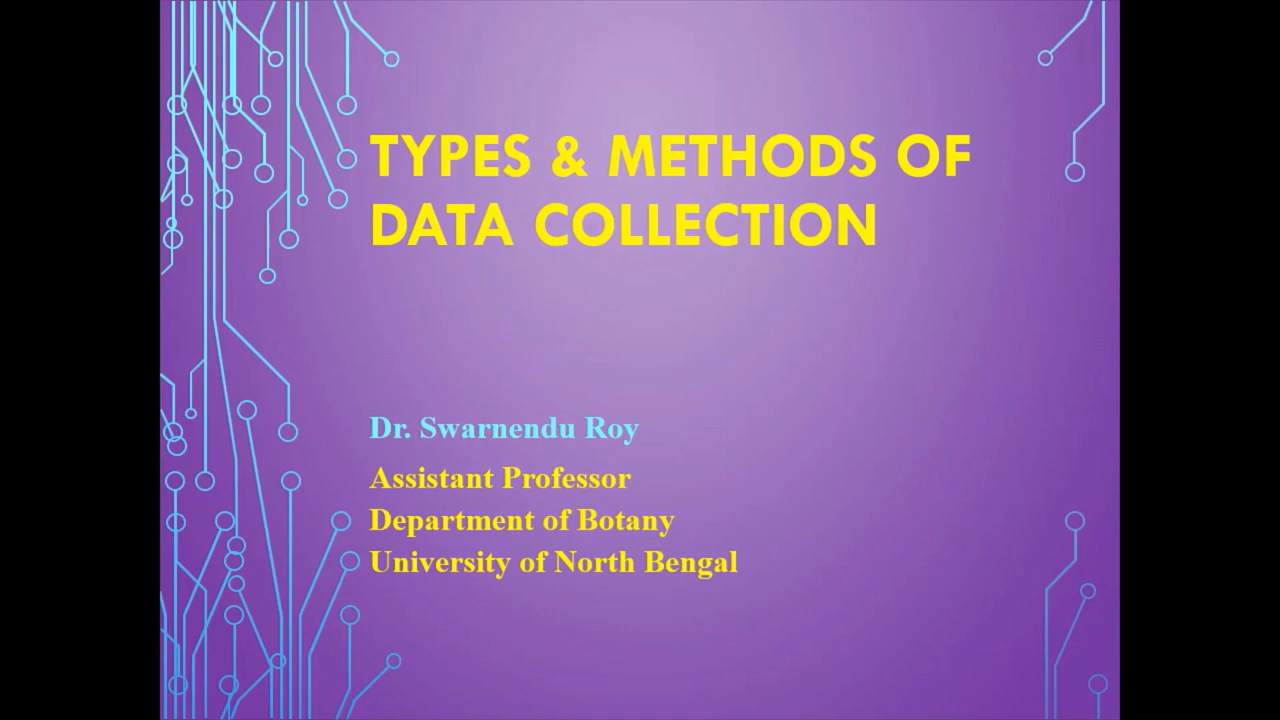 TYPES & METHODS OF
DATA COLLECTION
Dr. Swarnendu Roy
Assistant Professor
Department of Botany
University of North Bengal